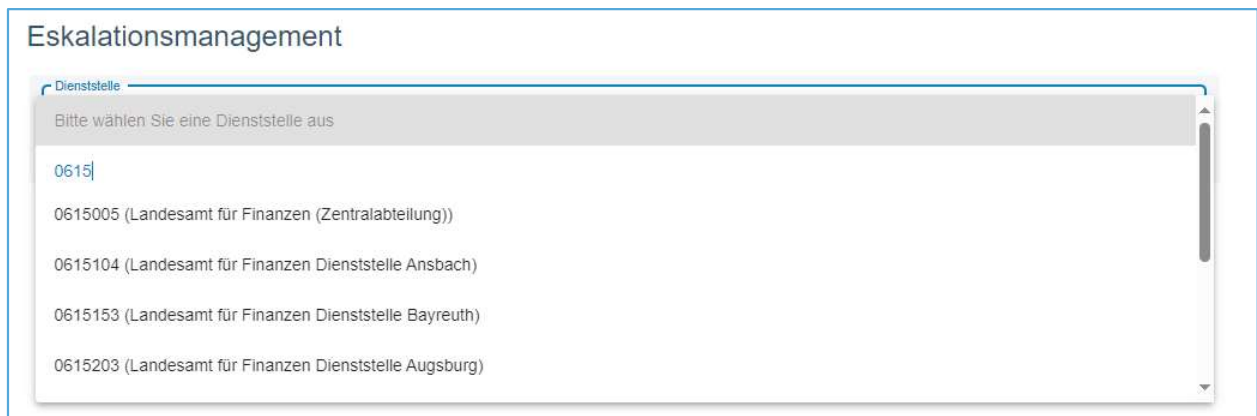 Eskalationsmanagement
Dienststelle
Bitte wählen Sie eine Dienststelle aus
0615
0615005 (Landesamt für Finanzen (Zentralabteilung))
0615104 (Landesamt für Finanzen Dienststelle Ansbach)
0615153 (Landesamt für Finanzen Dienststelle Bayreuth)
0615203 (Landesamt für Finanzen Dienststelle Augsburg)